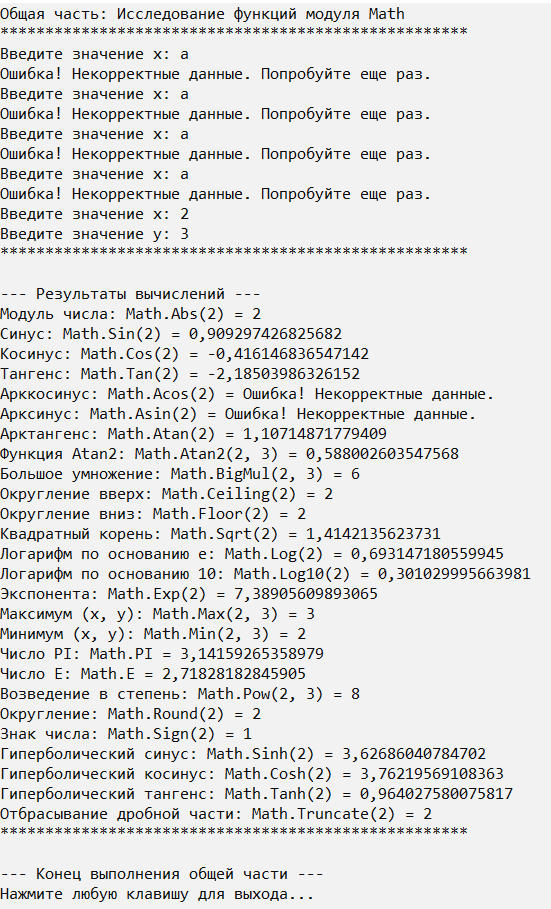 Общая часть: Исследование функций модуля Math
****************************************************
Введите значение x: a
Ошибка! Некорректные данные. Попробуйте еще раз.
Введите значение x: a
Ошибка! Некорректные данные. Попробуйте еще раз.
Введите значение x: a
Ошибка! Некорректные данные. Попробуйте еще раз.
Введите значение x: a
Ошибка! Некорректные данные. Попробуйте еще раз.
Введите значение x: 2
Введите значение y: 3
****************************************************
--- Результаты вычислений ---
Модуль числа: Math.Abs(2) = 2
Синус: Math.Sin(2) = 0,909297426825682
Косинус: Math.Cos(2) = -0,416146836547142
Тангенс: Math.Tan(2) = -2,18503986326152
Арккосинус: Math.Acos(2) = Ошибка! Некорректные данные.
Арксинус: Math.Asin(2) = Ошибка! Некорректные данные.
Арктангенс: Math.Atan(2) = 1,10714871779409
Функция Atan2: Math.Atan2(2, 3) = 0,588002603547568
Большое умножение: Math.BigMul(2, 3) = 6
Округление вверх: Math.Ceiling(2) = 2
Округление вниз: Math.Floor(2) = 2
Квадратный корень: Math.Sqrt(2) = 1,4142135623731
Логарифм по основанию e: Math.Log(2) = 0,693147180559945
Логарифм по основанию 10: Math.Log10(2) = 0,301029995663981
Экспонента: Math.Exp(2) = 7,38905609893065
Максимум (x, y): Math.Max(2, 3) = 3
Минимум (x, y): Math.Min(2, 3) = 2
Число PI: Math.PI = 3,14159265358979
Число E: Math.E = 2,71828182845905
Возведение в степень: Math.Pow(2, 3) = 8
Округление: Math.Round(2) = 2
Знак числа: Math.Sign(2) = 1
Гиперболический синус: Math.Sinh(2) = 3,62686040784702
Гиперболический косинус: Math.Cosh(2) = 3,76219569108363
Гиперболический тангенс: Math.Tanh(2) = 0,964027580075817
Отбрасывание дробной части: Math.Truncate(2) = 2
****************************************************
--- Конец выполнения общей части ---
Нажмите любую клавишу для выхода...